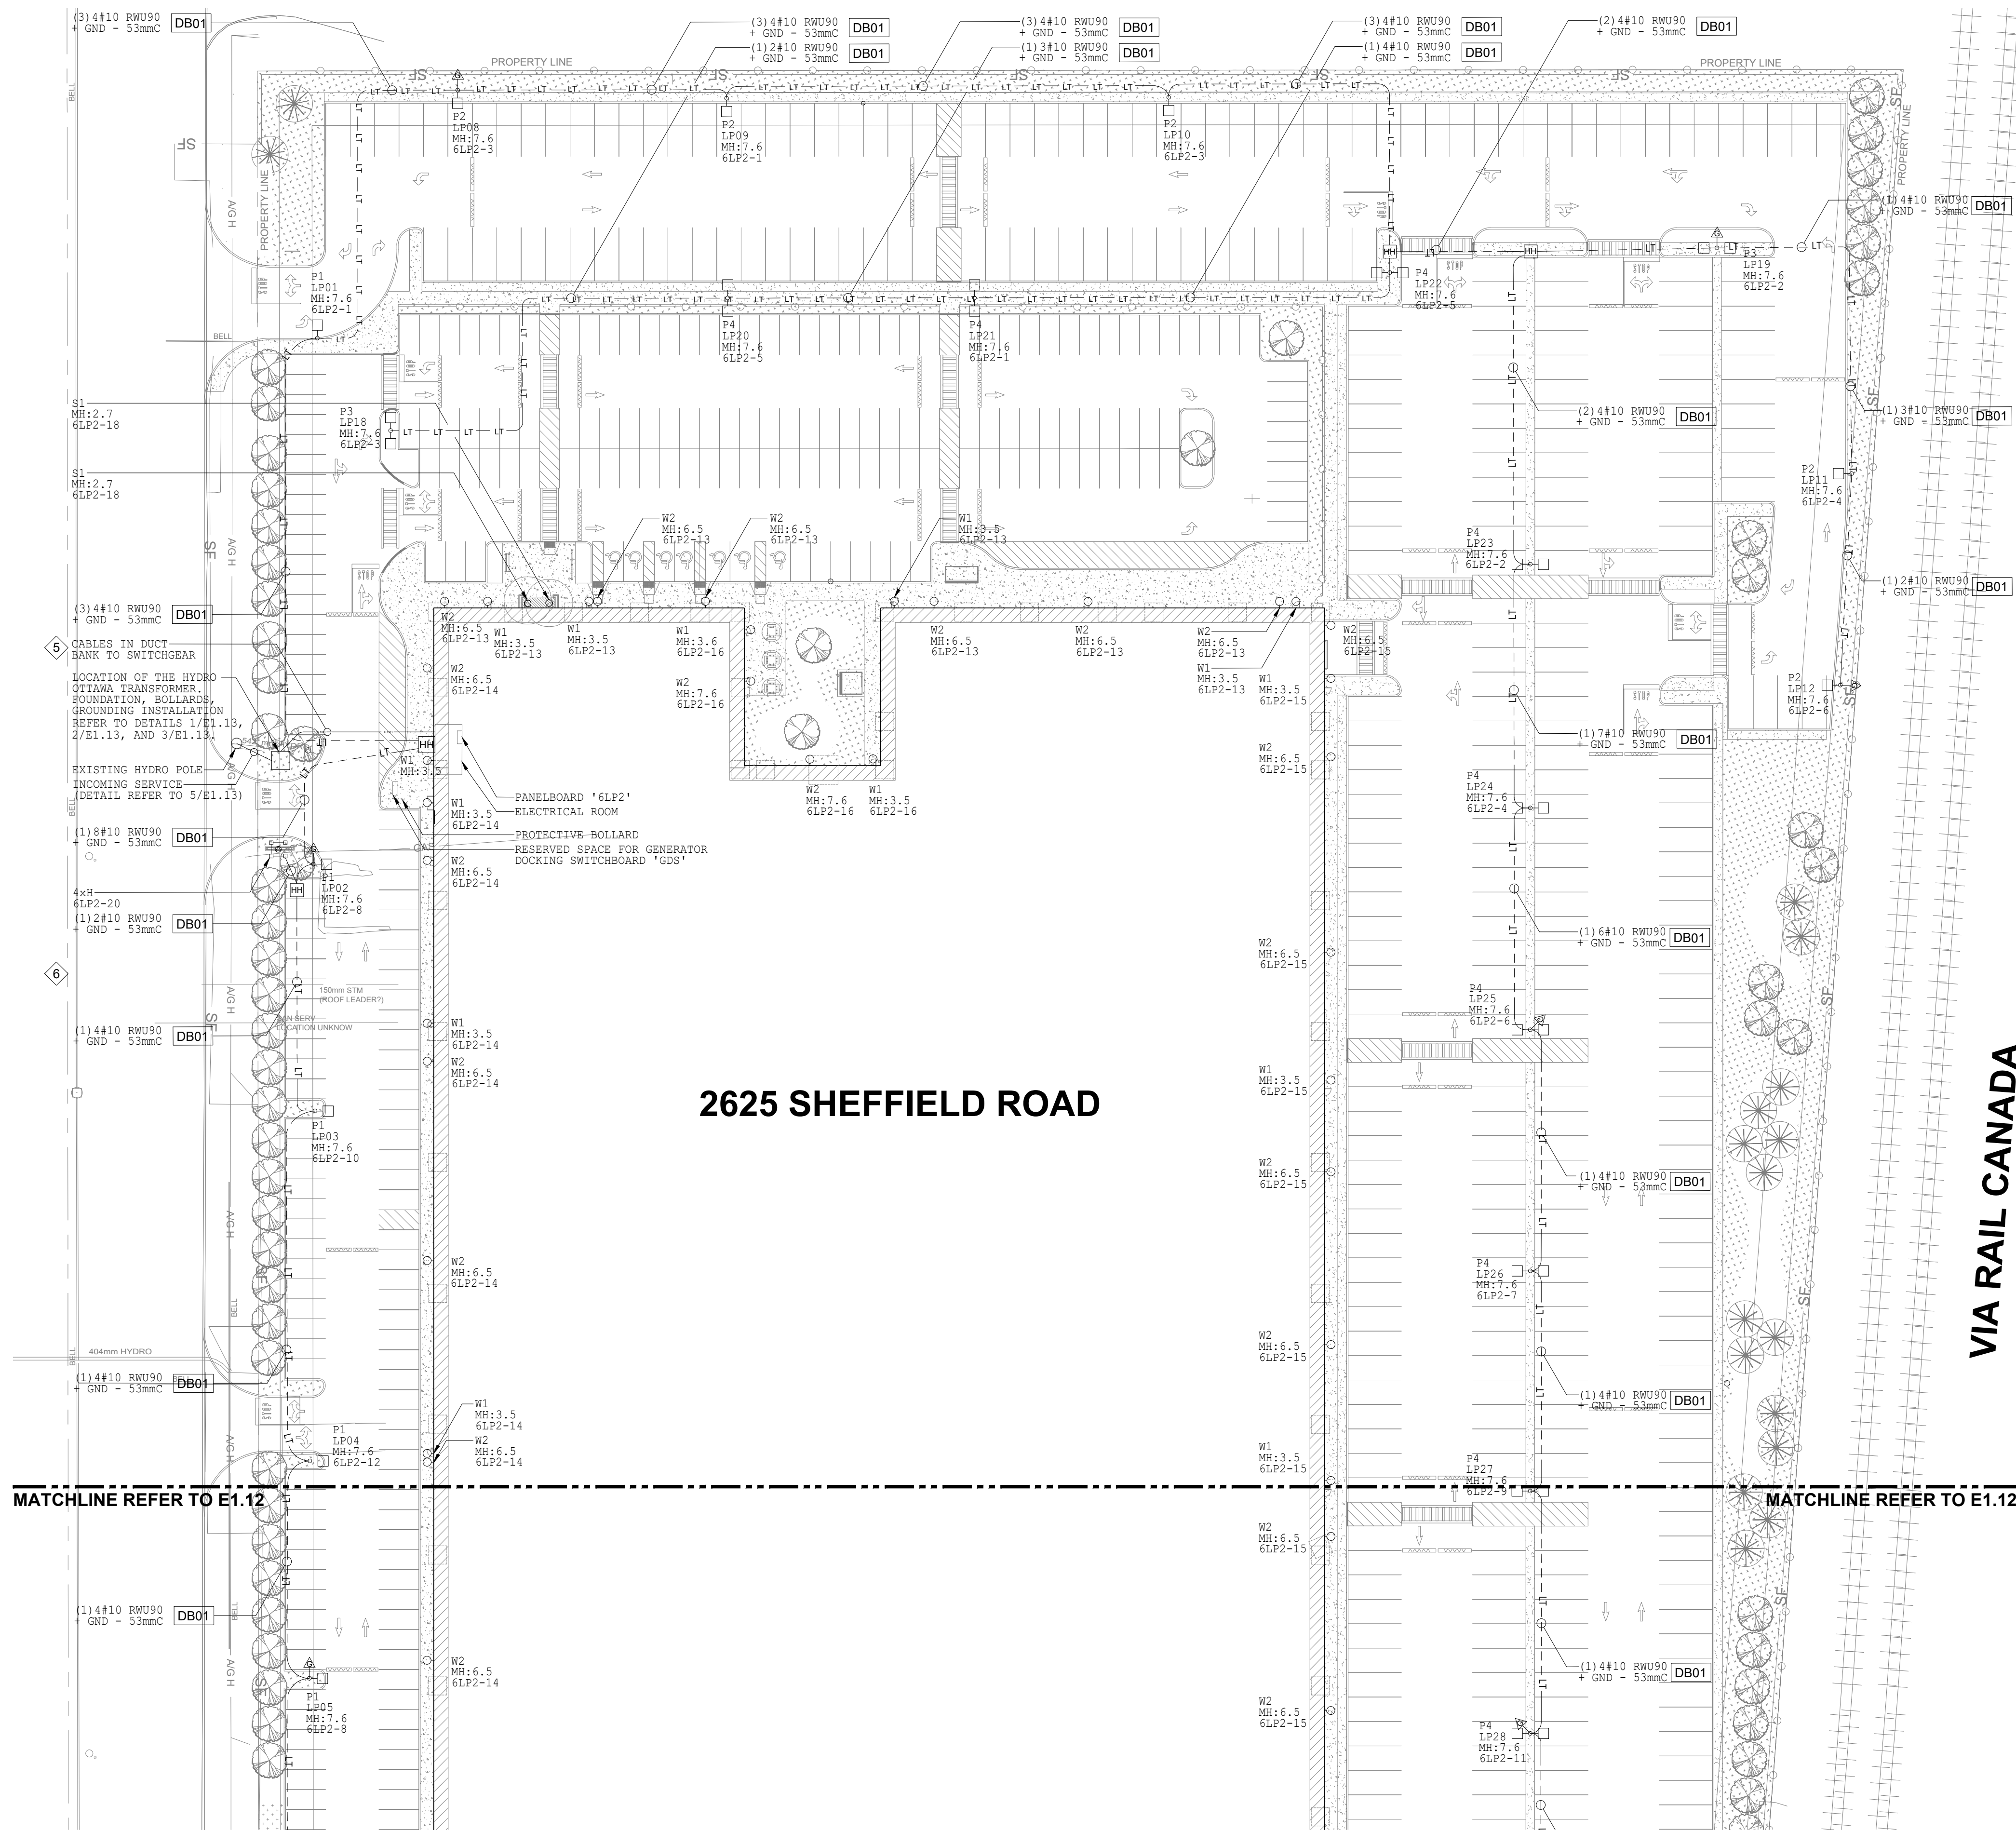 (3)4#10 RWU90
+ GND - 53mmC DB01
(3)4#10 RWU90
+ GND - 53mmC DB01
(1)2#10 RWU90
+ GND - 53mmC DB01
(3)4#10 RWU90
+ GND - 53mmC DB01
(1)3#10 RWU90
+ GND - 53mmC DB01
(3)4#10 RWU90
+ GND - 53mmC DB01
(1)4#10 RWU90
+ GND - 53mmC DB01
(2)4#10 RWU90
+ GND - 53mmC DB01
PROPERTY LINE
PROPERTY LINE
PROPERTY LINE
PROPERTY LINE
P2
LP08
MH:7.6
6LP2-3
P2
LP09
MH:7.6
6LP2-1
P2
LP10
MH:7.6
6LP2-3
(1)4#10 RWU90
+ GND - 53mmC DB01
P1
LP01
MH:7.6
6LP2-1
P4
LP20
MH:7.6
6LP2-5
P4
LP21
MH:7.6
6LP2-1
HH
P4
LP22
MH:7.6
6LP2-5
HH
P3
LP19
MH:7.6
6LP2-2
S1
MH:2.7
6LP2-18
P3
LP18
MH:7.6
6LP2-3
(2)4#10 RWU90
+ GND - 53mmC DB01
(1)3#10 RWU90
+ GND - 53mmC DB01
S1
MH:2.7
6LP2-18
P2
LP11
MH:7.6
6LP2-4
W2
MH:6.5
6LP2-13
W2
MH:6.5
6LP2-13
W1
MH:3.5
6LP2-13
P4
LP23
MH:7.6
6LP2-2
(1)2#10 RWU90
+ GND - 53mmC DB01
(3)4#10 RWU90
+ GND - 53mmC DB01
5
CABLES IN DUCT
BANK TO SWITCHGEAR
LOCATION OF THE HYDRO
OTTAWA TRANSFORMER.
FOUNDATION, BOLLARDS,
GROUNDING INSTALLATION
REFER TO DETAILS 1/E1.13,
2/E1.13, AND 3/E1.13.
EXISTING HYDRO POLE
INCOMING SERVICE
(DETAIL REFER TO 5/E1.13)
W2
MH:6.5
6LP2-13
W1
MH:3.5
6LP2-13
W1
MH:3.5
6LP2-13
W1
MH:3.6
6LP2-16
W2
MH:7.6
6LP2-16
W2
MH:6.5
6LP2-13
W2
MH:6.5
6LP2-13
W2
MH:6.5
6LP2-13
W1
MH:3.5
6LP2-13
W2
MH:6.5
6LP2-15
W1
MH:3.5
6LP2-15
W2
MH:6.5
6LP2-14
HH
W1
MH:3.5
W2
MH:6.5
6LP2-15
P2
LP12
MH:7.6
6LP2-6
(1)7#10 RWU90
+ GND - 53mmC DB01
W2
MH:7.6
6LP2-16
W1
MH:3.5
6LP2-16
PANELBOARD '6LP2'
ELECTRICAL ROOM
PROTECTIVE BOLLARD
RESERVED SPACE FOR GENERATOR
DOCKING SWITCHBOARD 'GDS'
W1
MH:3.5
6LP2-14
P4
LP24
MH:7.6
6LP2-4
(1)8#10 RWU90
+ GND - 53mmC DB01
GAS
W2
MH:6.5
6LP2-14
P1
LP02
MH:7.6
6LP2-8
HH
4xH
6LP2-20
(1)2#10 RWU90
+ GND - 53mmC DB01
(1)6#10 RWU90
+ GND - 53mmC DB01
W2
MH:6.5
6LP2-15
6
150mm STM
(ROOF LEADER?)
SAN SERV
LOCATION UNKNOW
P4
LP25
MH:7.6
6LP2-6
(1)4#10 RWU90
+ GND - 53mmC DB01
W1
MH:3.5
6LP2-14
W2
MH:6.5
6LP2-14
W1
MH:3.5
6LP2-15
2625 SHEFFIELD ROAD
P1
LP03
MH:7.6
6LP2-10
W2
MH:6.5
6LP2-15
(1)4#10 RWU90
+ GND - 53mmC DB01
VIA RAIL CANADA
W2
MH:6.5
6LP2-14
P4
LP26
MH:7.6
6LP2-7
W2
MH:6.5
6LP2-15
404mm HYDRO
(1)4#10 RWU90
+ GND - 53mmC DB01
(1)4#10 RWU90
+ GND - 53mmC DB01
W1
MH:3.5
6LP2-14
W2
MH:6.5
6LP2-14
P1
LP04
MH:7.6
6LP2-12
W1
MH:3.5
6LP2-15
P4
LP27
MH:7.6
6LP2-9
MATCHLINE REFER TO E1.12
MATCHLINE REFER TO E1.12
W2
MH:6.5
6LP2-15
(1)4#10 RWU90
+ GND - 53mmC DB01
W2
MH:6.5
6LP2-14
(1)4#10 RWU90
+ GND - 53mmC DB01
P1
LP05
MH:7.6
6LP2-8
W2
MH:6.5
6LP2-15
P4
LP28
MH:7.6
6LP2-11